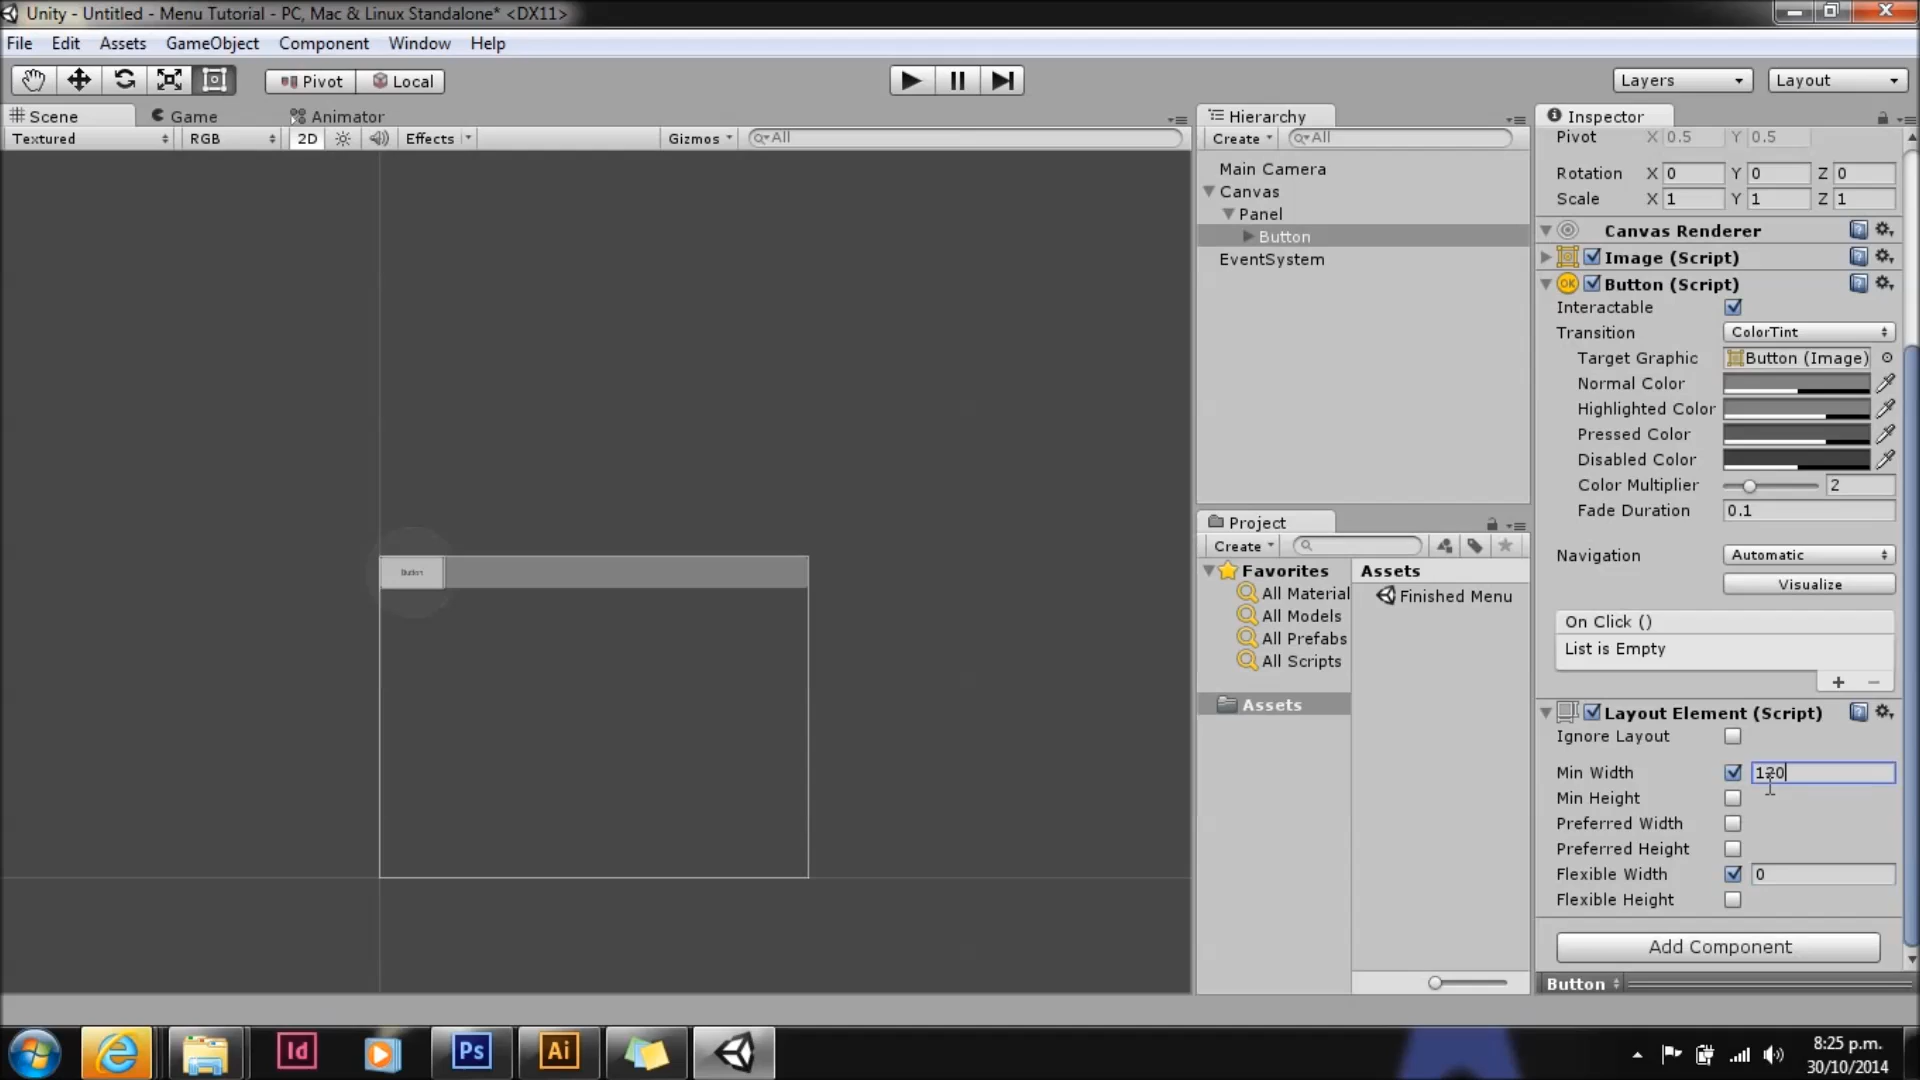 Unity - Untitled - Menu Tutorial - PC, Mac & Linux Standalone* <DX11>
File Edit Assets GameObject Component Window Help
Pivot Local Layers Layout
Scene Game Animator
Textured RGB 2D Effects Gizmos All
Hierarchy
Create All
Main Camera
Canvas
Panel
Button
EventSystem
Button
Project
Create
Favorites
All Material
All Models
All Prefabs
All Scripts
Assets
Assets
Finished Menu
Inspector
Pivot X 0.5 Y 0.5
Rotation X 0 Y 0 Z 0
Scale X 1 Y 1 Z 1
Canvas Renderer
Image (Script)
OK Button (Script)
Interactable
Transition ColorTint
Target Graphic Button (Image)
Normal Color
Highlighted Color
Pressed Color
Disabled Color
Color Multiplier 2
Fade Duration 0.1
Navigation Automatic
Visualize
On Click ()
List is Empty
Layout Element (Script)
Ignore Layout
Min Width 120
Min Height
Preferred Width
Preferred Height
Flexible Width 0
Flexible Height
Add Component
Button
Id Ps Ai
8:25 p.m.
30/10/2014